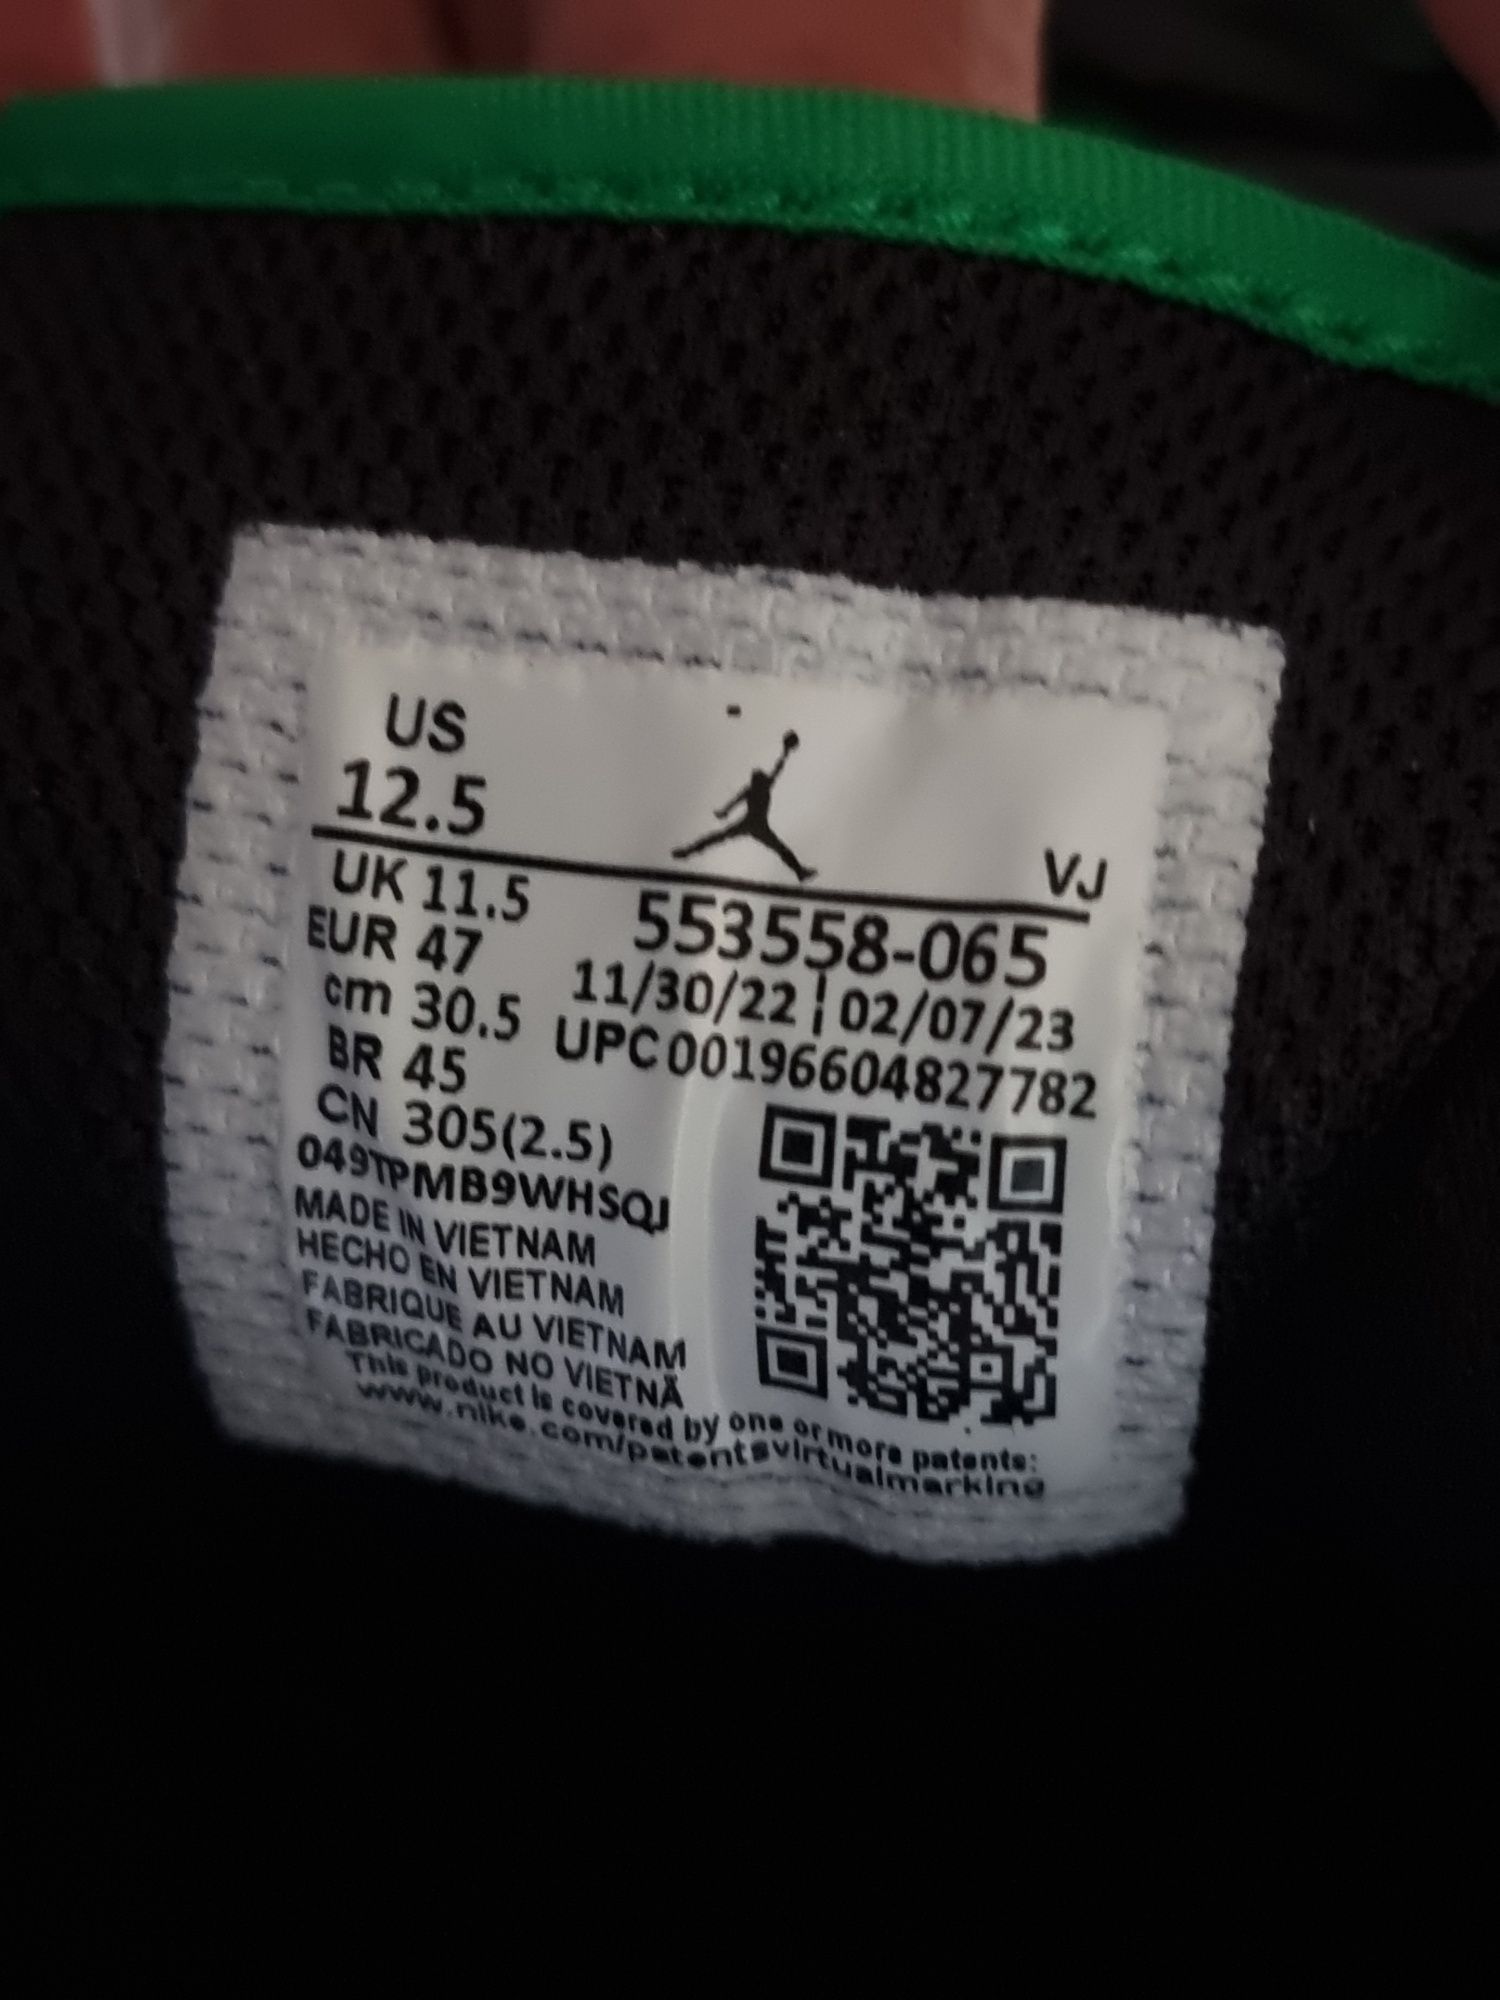 US
12.5
VJ
UK 11.5
EUR 47
cm 30.5
BR 45
CN 305(2.5)
553558-065
11/30/22 | 02/07/23
UPC00196604827782
049TPMB9WHSQJ
MADE IN VIETNAM
HECHO EN VIETNAM
FABRIQUE AU VIETNAM
FABRICADO NO VIETNÃ
This product is covered by one or more patents:
www.nike.com/patentsvirtualmarking